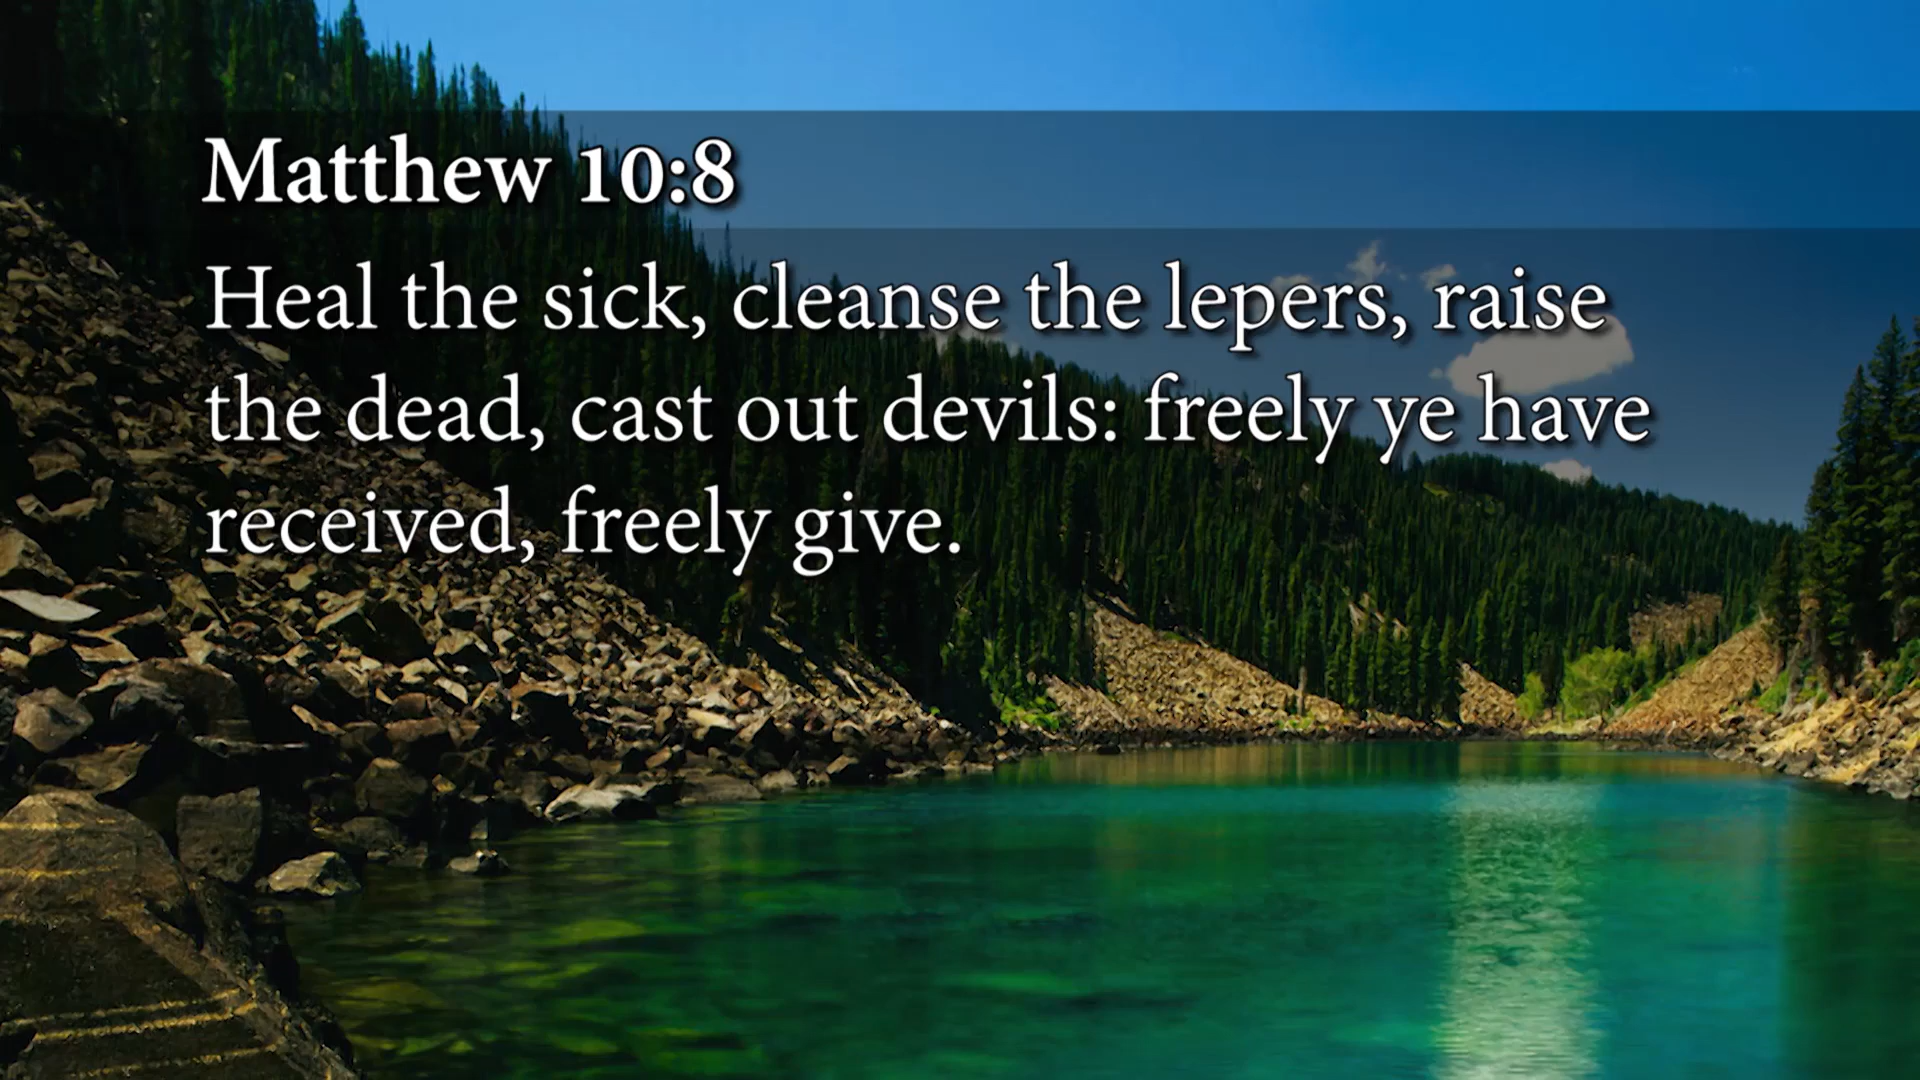 Matthew 10:8
Heal the sick, cleanse the lepers, raise
the dead, cast out devils: freely ye have
received, freely give.